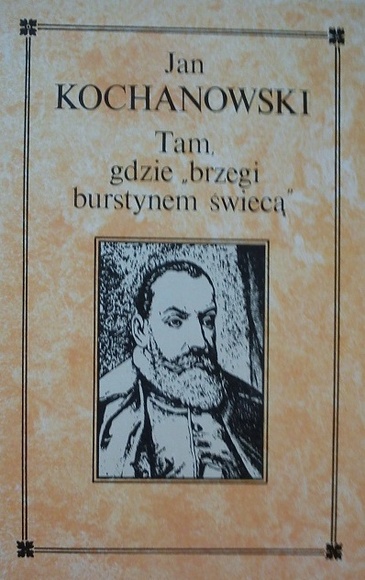 Jan
KOCHANOWSKI
Tam,
gdzie „brzegi
burstynem świecą”